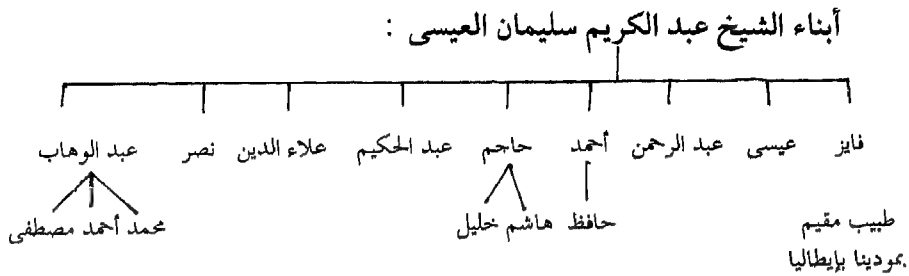 أبناء الشيخ عبد الكريم سليمان العيسى :
فايز عيسى عبد الرحمن أحمد حاجم عبد الحكيم علاء الدين نصر عبد الوهاب
طبيب مقيم حافظ هاشم خليل محمد أحمد مصطفى
بمودينا بإيطاليا